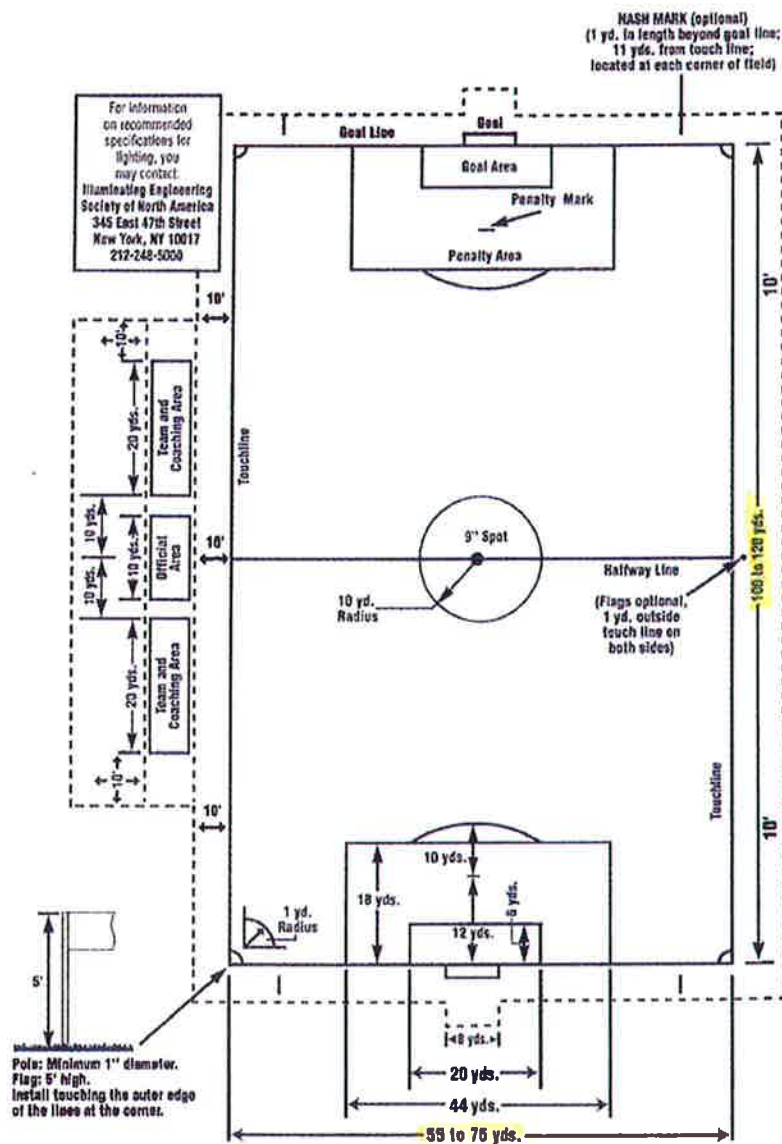 NASH MARK (optional)
(1 yd. in length beyond goal line;
11 yds. from touch line;
located at each corner of field)
For information
on recommended
specifications for
lighting, you
may contact:
Illuminating Engineering
Society of North America
345 East 47th Street
New York, NY 10017
212-248-5000
Goal Line
Goal
Goal Area
Penalty Mark
Penalty Area
10'
10'
10'
20 yds.
Team and
Coaching Area
Touchline
10 yds.
10 yds.
Official
Area
10'
9" Spot
Halfway Line
100 to 120 yds.
10 yds.
10 yd.
Radius
(Flags optional,
1 yd. outside
touch line on
both sides)
20 yds.
Team and
Coaching Area
10'
10'
Touchline
10'
10 yds.
18 yds.
12 yds.
6 yds.
1 yd.
Radius
5'
8 yds.
Pole: Minimum 1" diameter.
Flag: 5' high.
Install touching the outer edge
of the lines at the corner.
20 yds.
44 yds.
55 to 75 yds.